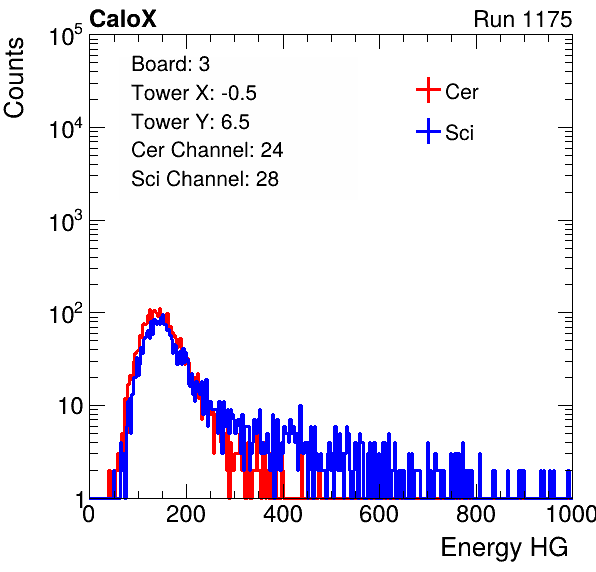 CaloX Run 1175
Counts
10^5
10^4
10^3
10^2
10
1
Board: 3
Tower X: -0.5
Tower Y: 6.5
Cer Channel: 24
Sci Channel: 28
Cer
Sci
0 200 400 600 800 1000
Energy HG